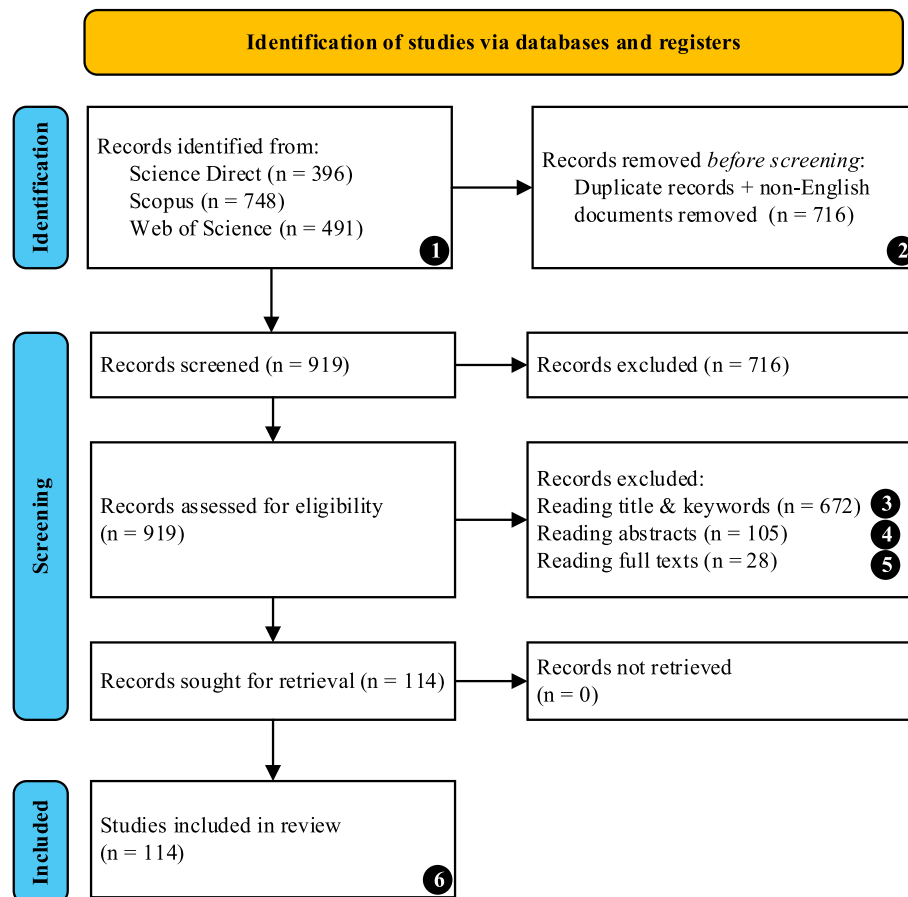 Identification of studies via databases and registers
Identification
Records identified from:
Science Direct (n = 396)
Scopus (n = 748)
Web of Science (n = 491)
1
Records removed before screening:
Duplicate records + non-English
documents removed (n = 716)
2
Screening
Records screened (n = 919)
Records excluded (n = 716)
Records assessed for eligibility
(n = 919)
Records excluded:
Reading title & keywords (n = 672)
3
Reading abstracts (n = 105)
4
Reading full texts (n = 28)
5
Records sought for retrieval (n = 114)
Records not retrieved
(n = 0)
Included
Studies included in review
(n = 114)
6